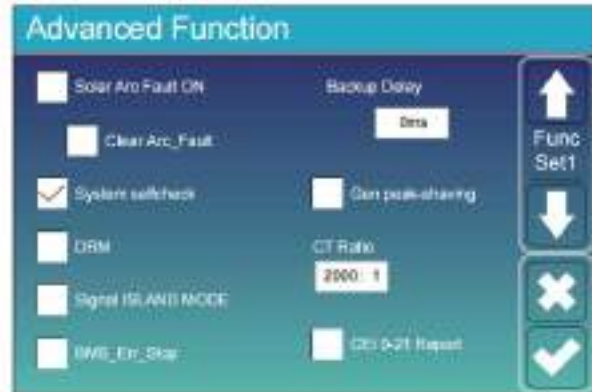 Advanced Function
Solar Arc Fault ON
Backup Delay
0ms
Clear Arc_Fault
Func
Set1
System selfcheck
Gen peak-shaving
DRM
CT Ratio
2000: 1
Signal ISLAND MODE
BMS_Err_Stop
CEI 0-21 Report